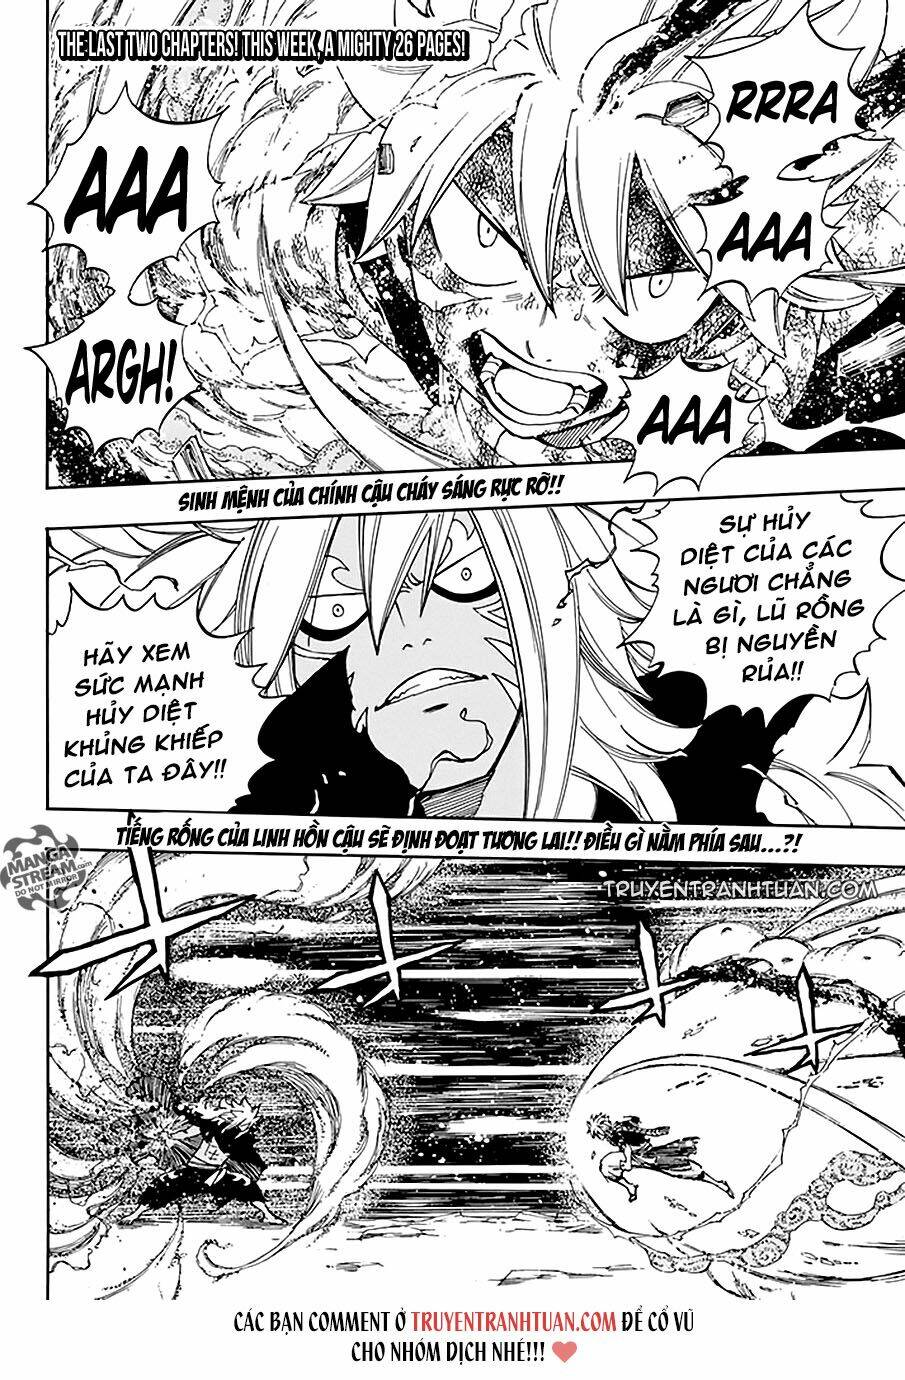 THE LAST TWO CHAPTERS! THIS WEEK, A MIGHTY 26 PAGES!
RRRA
AAA
AAA
AAA
ARGH!
SINH MỆNH CỦA CHÍNH CẬU CHÁY SÁNG RỰC RỠ!!
SỰ HỦY
DIỆT CỦA CÁC
NGƯƠI CHẲNG
LÀ GÌ, LŨ RỒNG
BỊ NGUYỀN
RỦA!!
HÃY XEM
SỨC MẠNH
HỦY DIỆT
KHỦNG KHIẾP
CỦA TA ĐÂY!!
TIẾNG RỐNG CỦA LINH HỒN CẬU SẼ ĐỊNH ĐOẠT TƯƠNG LAI!! ĐIỀU GÌ NẰM PHÍA SAU...?!
MANGA
STREAM.com
DO NOT MIRROR!
TRUYENTRANHTUAN.COM
CÁC BẠN COMMENT Ở TRUYENTRANHTUAN.COM ĐỂ CỔ VŨ
CHO NHÓM DỊCH NHÉ!!! ❤